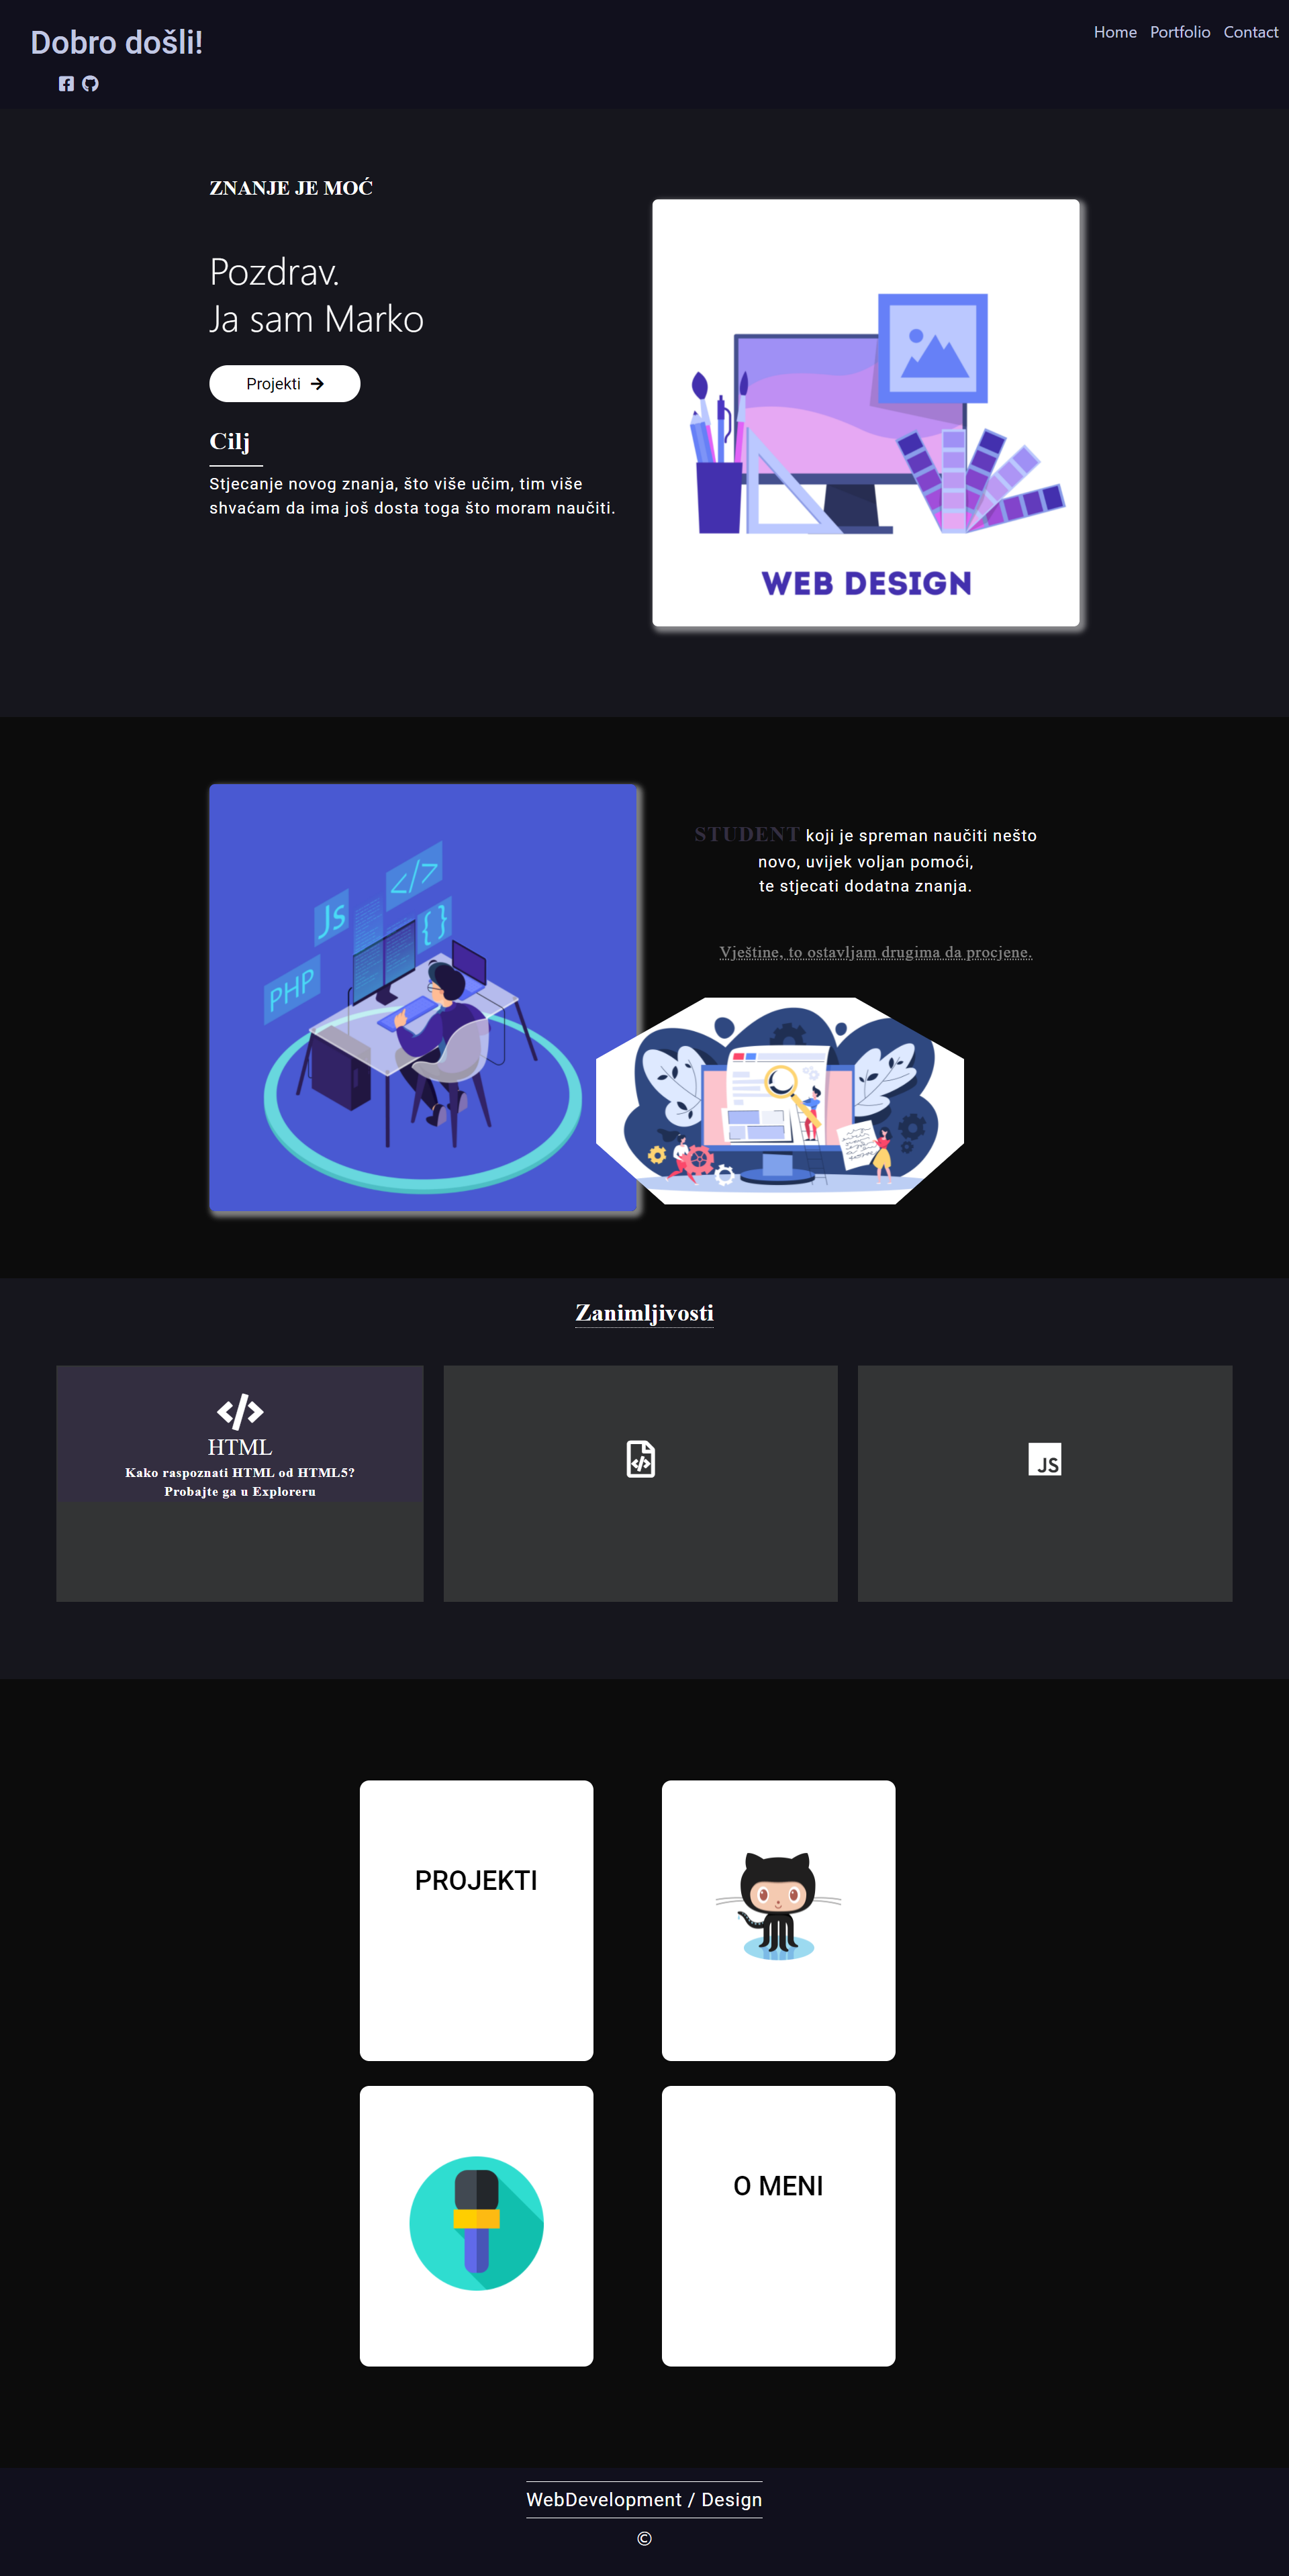 Dobro došli!
Home Portfolio Contact
ZNANJE JE MOĆ
Pozdrav.
Ja sam Marko
Projekti
Cilj
Stjecanje novog znanja, što više učim, tim više
shvaćam da ima još dosta toga što moram naučiti.
WEB DESIGN
JS
</>
{ }
PHP
STUDENT koji je spreman naučiti nešto
novo, uvijek voljan pomoći,
te stjecati dodatna znanja.
Vještine, to ostavljam drugima da procjene.
Zanimljivosti
</>
HTML
Kako raspoznati HTML od HTML5?
Probajte ga u Exploreru
</>
JS
PROJEKTI
O MENI
WebDevelopment / Design
©